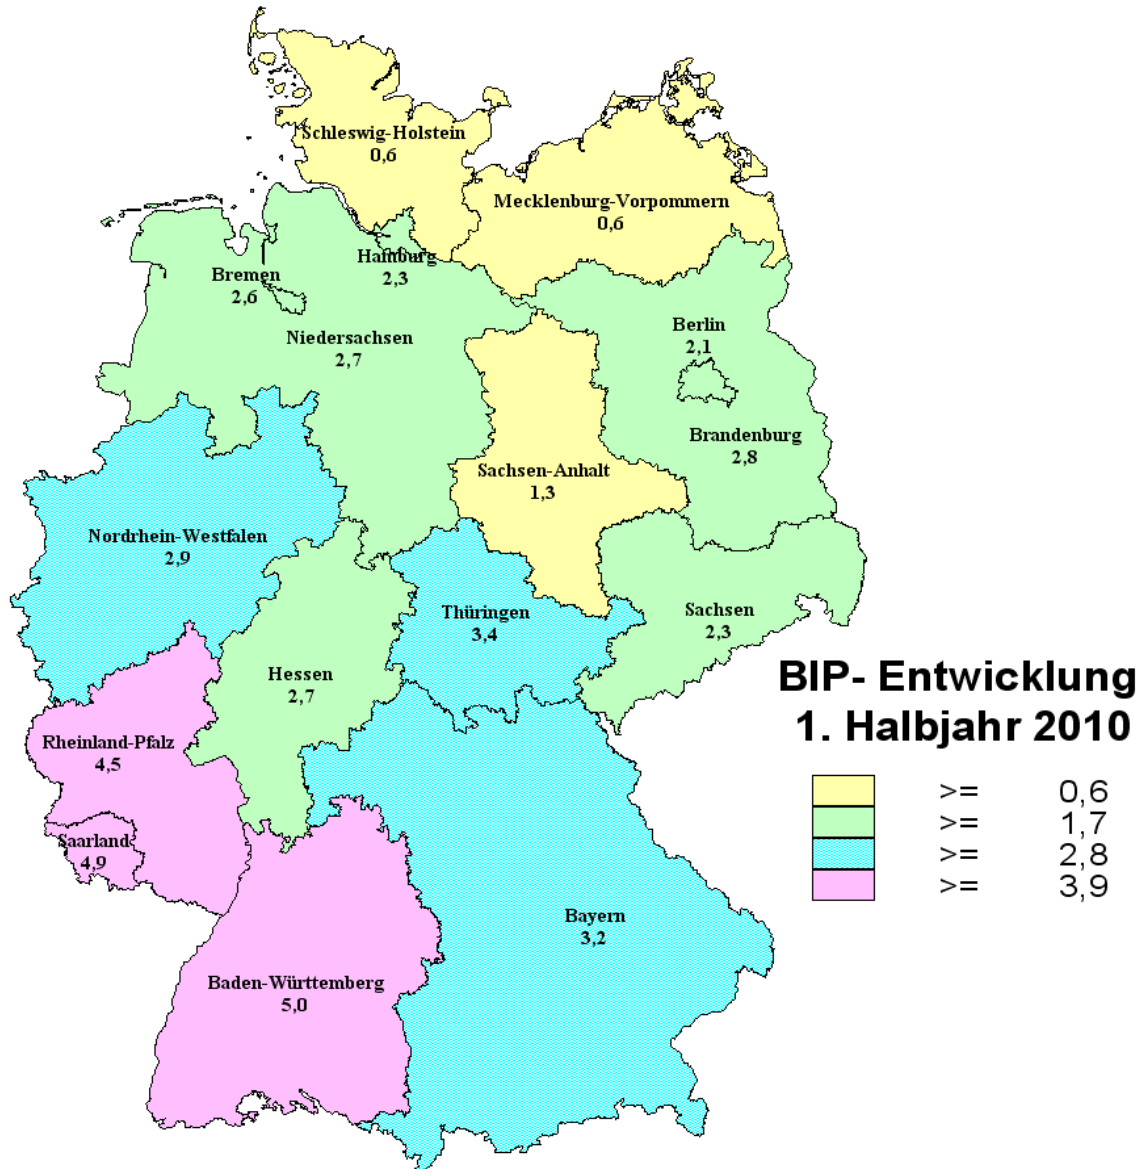 Schleswig-Holstein
0,6
Mecklenburg-Vorpommern
0,6
Hamburg
2,3
Bremen
2,6
Niedersachsen
2,7
Berlin
2,1
Brandenburg
2,8
Sachsen-Anhalt
1,3
Nordrhein-Westfalen
2,9
Thüringen
3,4
Sachsen
2,3
Hessen
2,7
Rheinland-Pfalz
4,5
Saarland
4,9
Bayern
3,2
Baden-Württemberg
5,0
BIP- Entwicklung
1. Halbjahr 2010
>= 0,6
>= 1,7
>= 2,8
>= 3,9